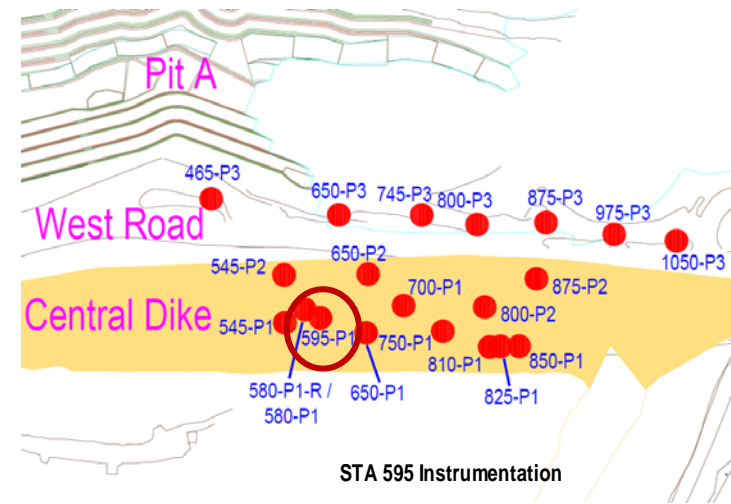 Pit A
465-P3
650-P3
745-P3
800-P3
875-P3
975-P3
1050-P3
West Road
545-P2
650-P2
700-P1
875-P2
800-P2
Central Dike
545-P1
595-P1
750-P1
810-P1
850-P1
580-P1-R /
580-P1
650-P1
825-P1
STA 595 Instrumentation